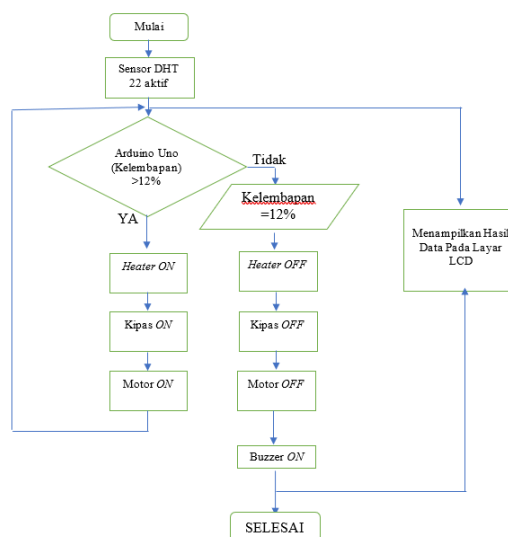 Mulai
Sensor DHT
22 aktif
Arduino Uno
(Kelembapan)
>12%
Tidak
YA
Kelembapan
=12%
Menampilkan Hasil
Data Pada Layar
LCD
Heater ON
Heater OFF
Kipas ON
Kipas OFF
Motor ON
Motor OFF
Buzzer ON
SELESAI